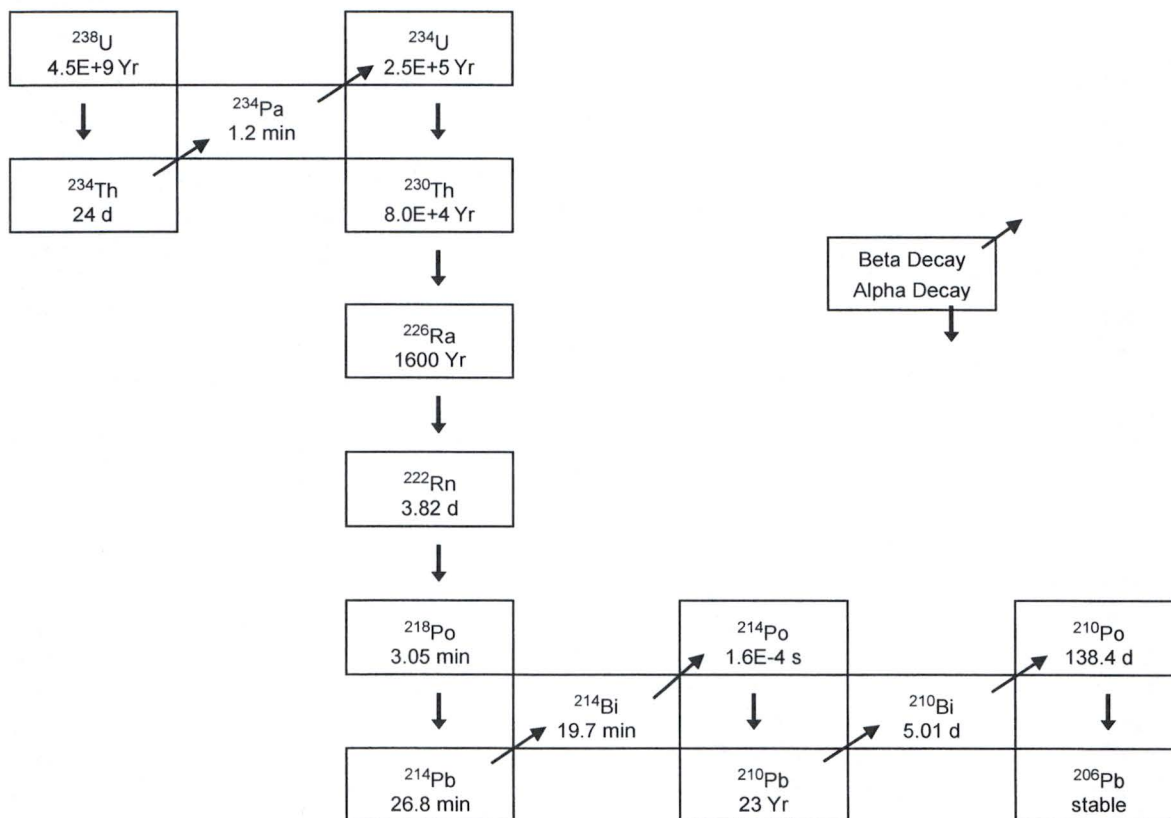 ²³⁸U
4.5E+9 Yr
²³⁴U
2.5E+5 Yr
²³⁴Pa
1.2 min
²³⁴Th
24 d
²³⁰Th
8.0E+4 Yr
Beta Decay
Alpha Decay
²²⁶Ra
1600 Yr
²²²Rn
3.82 d
²¹⁸Po
3.05 min
²¹⁴Po
1.6E-4 s
²¹⁰Po
138.4 d
²¹⁴Bi
19.7 min
²¹⁰Bi
5.01 d
²¹⁴Pb
26.8 min
²¹⁰Pb
23 Yr
²⁰⁶Pb
stable